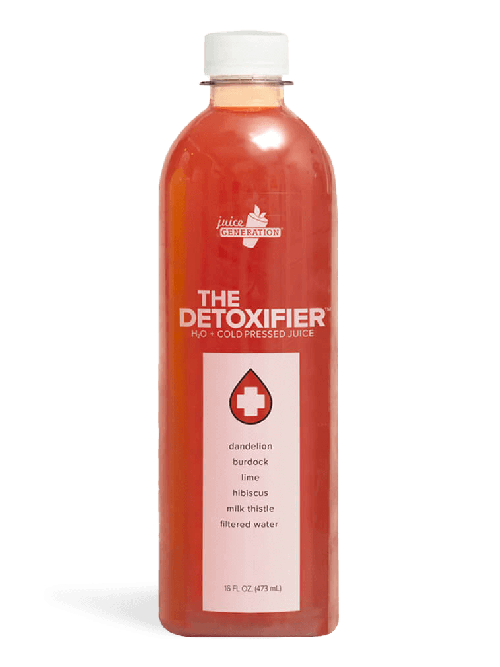 juice
GENERATION
THE
DETOXIFIER™
H₂O + COLD PRESSED JUICE
dandelion
burdock
lime
hibiscus
milk thistle
filtered water
16 FL. OZ. (473 mL)